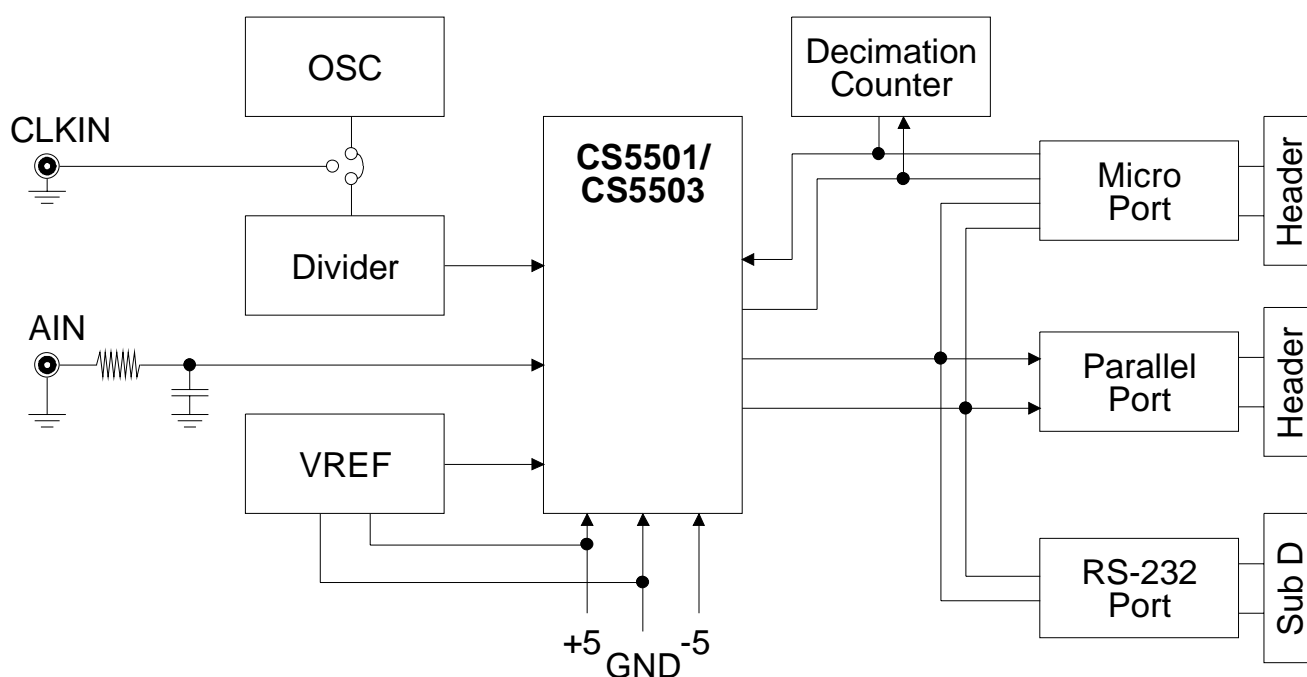 OSC
Decimation
Counter
CLKIN
CS5501/
CS5503
Micro
Port
Header
Divider
AIN
Parallel
Port
Header
VREF
RS-232
Port
Sub D
+5
GND
-5